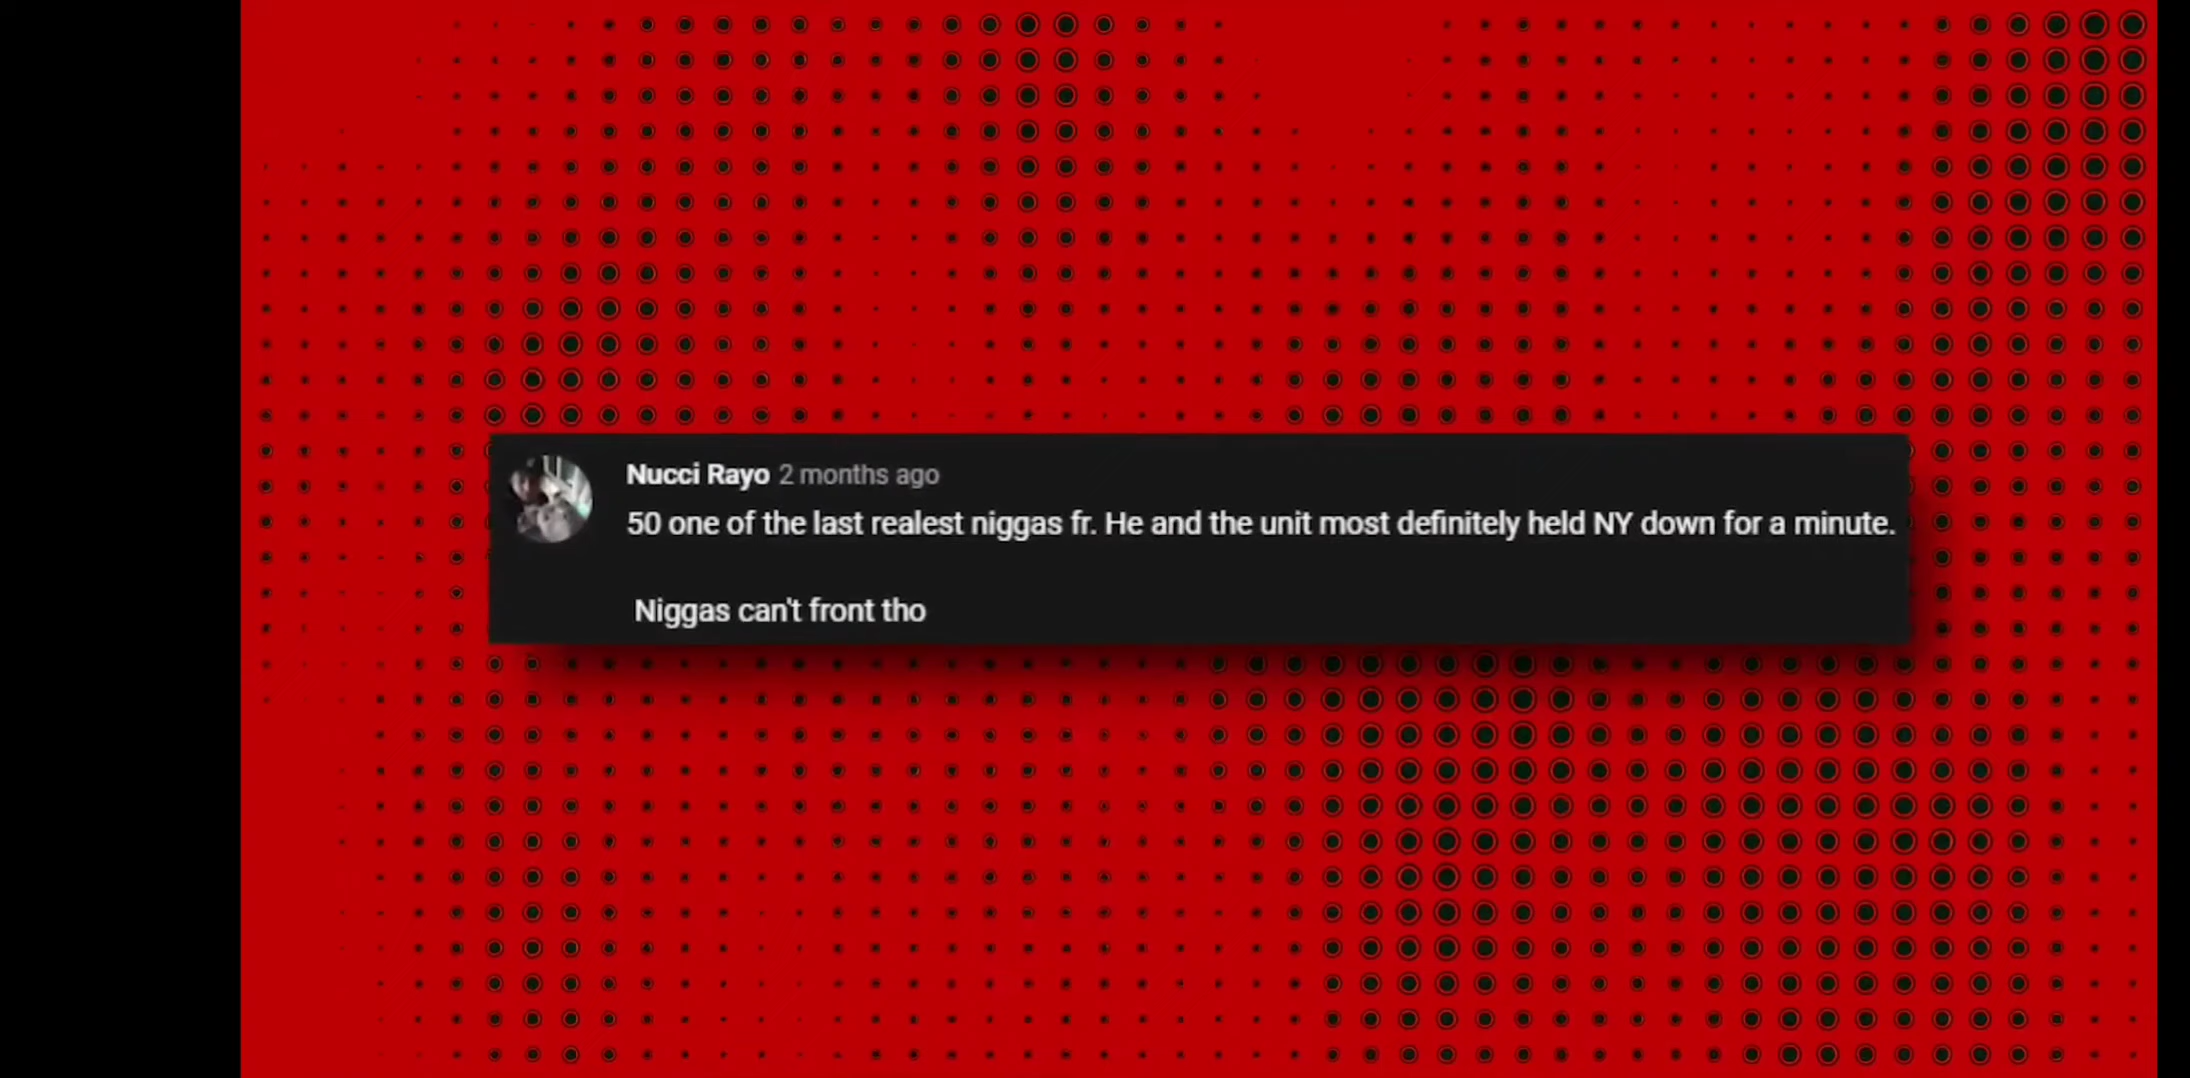 Nucci Rayo 2 months ago
50 one of the last realest niggas fr. He and the unit most definitely held NY down for a minute.
Niggas can't front tho